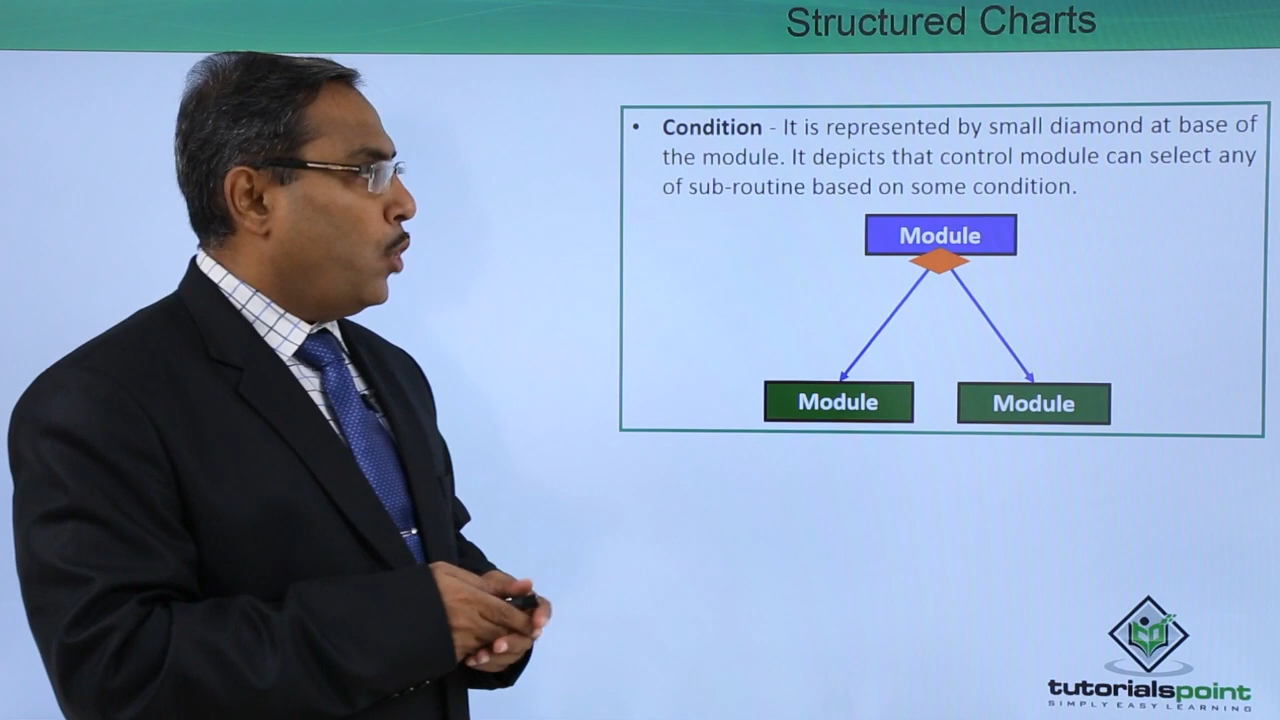 Structured Charts
• Condition - It is represented by small diamond at base of
the module. It depicts that control module can select any
of sub-routine based on some condition.
Module
Module
Module
tutorialspoint
SIMPLY EASY LEARNING